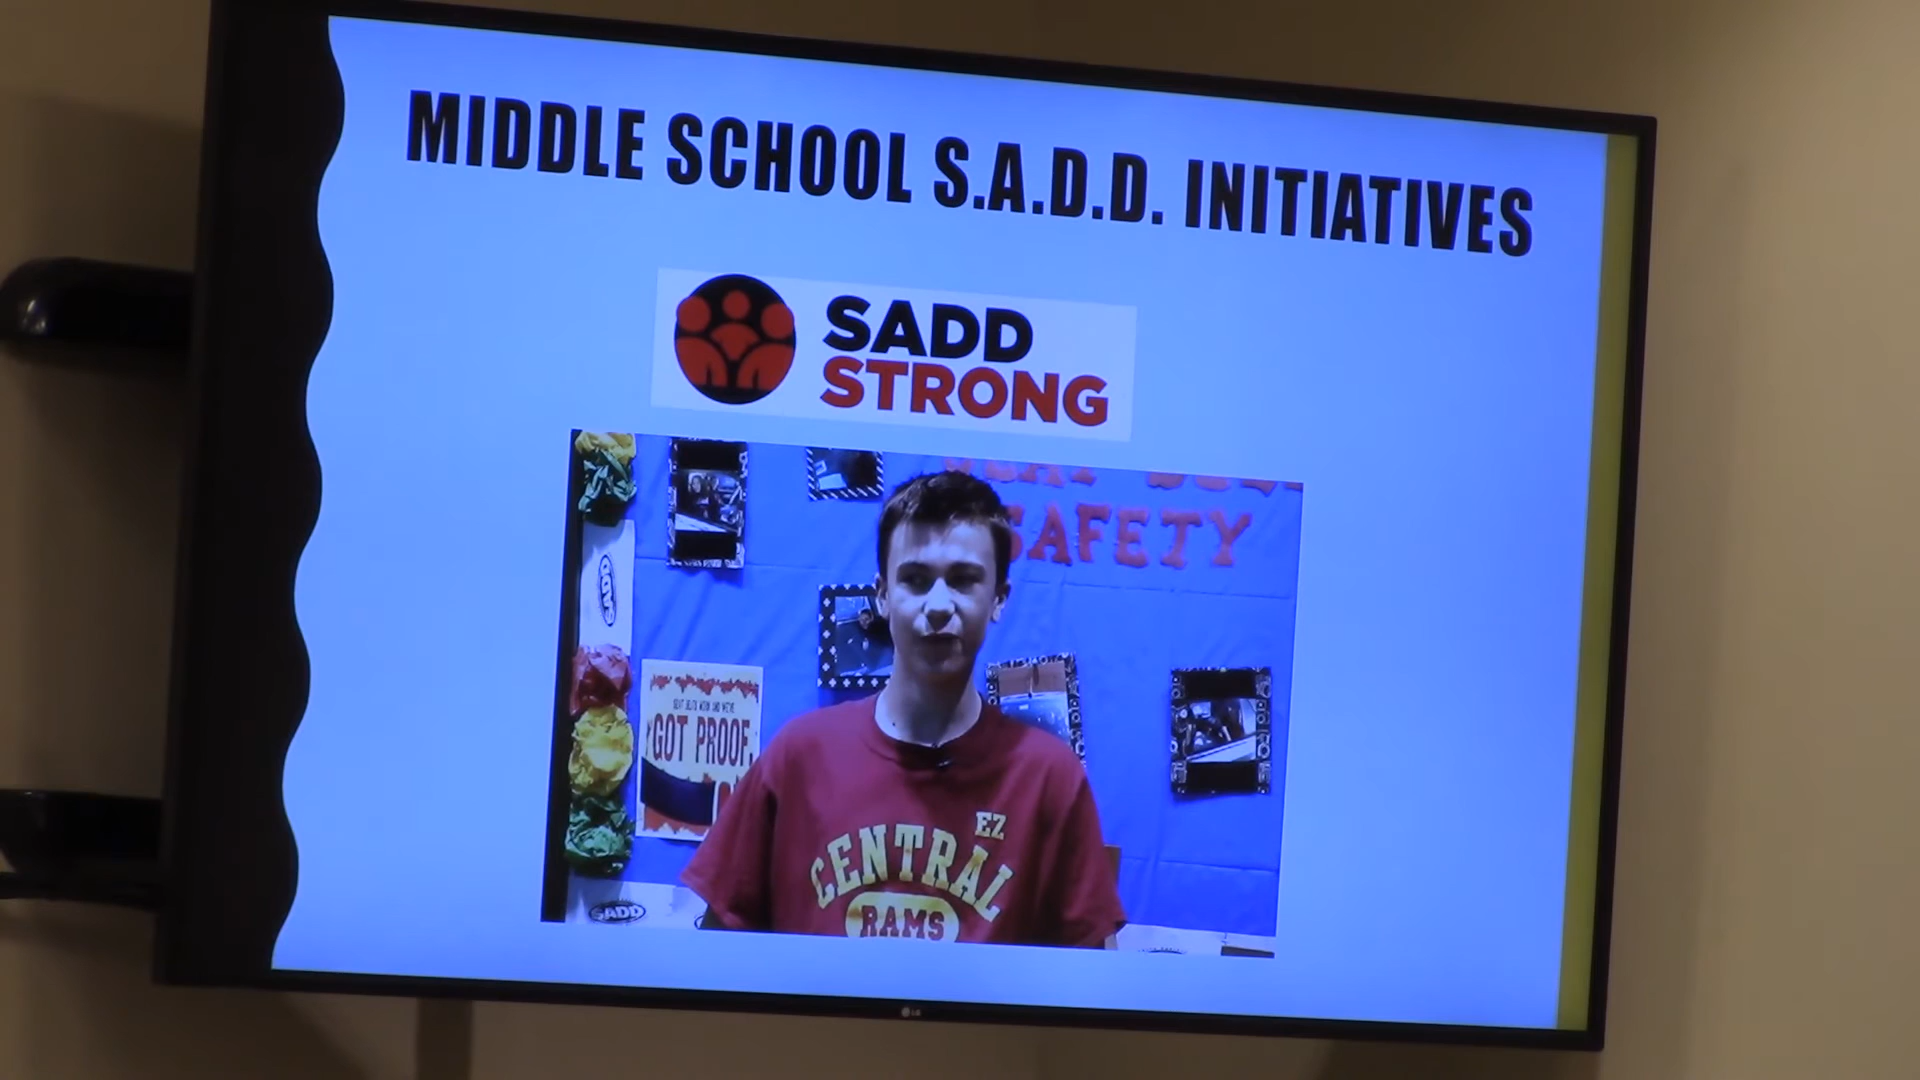 MIDDLE SCHOOL S.A.D.D. INITIATIVES
SADD
STRONG
SAFETY
SADD
GOT PROOF.
EZ
CENTRAL
RAMS
SADD
LG